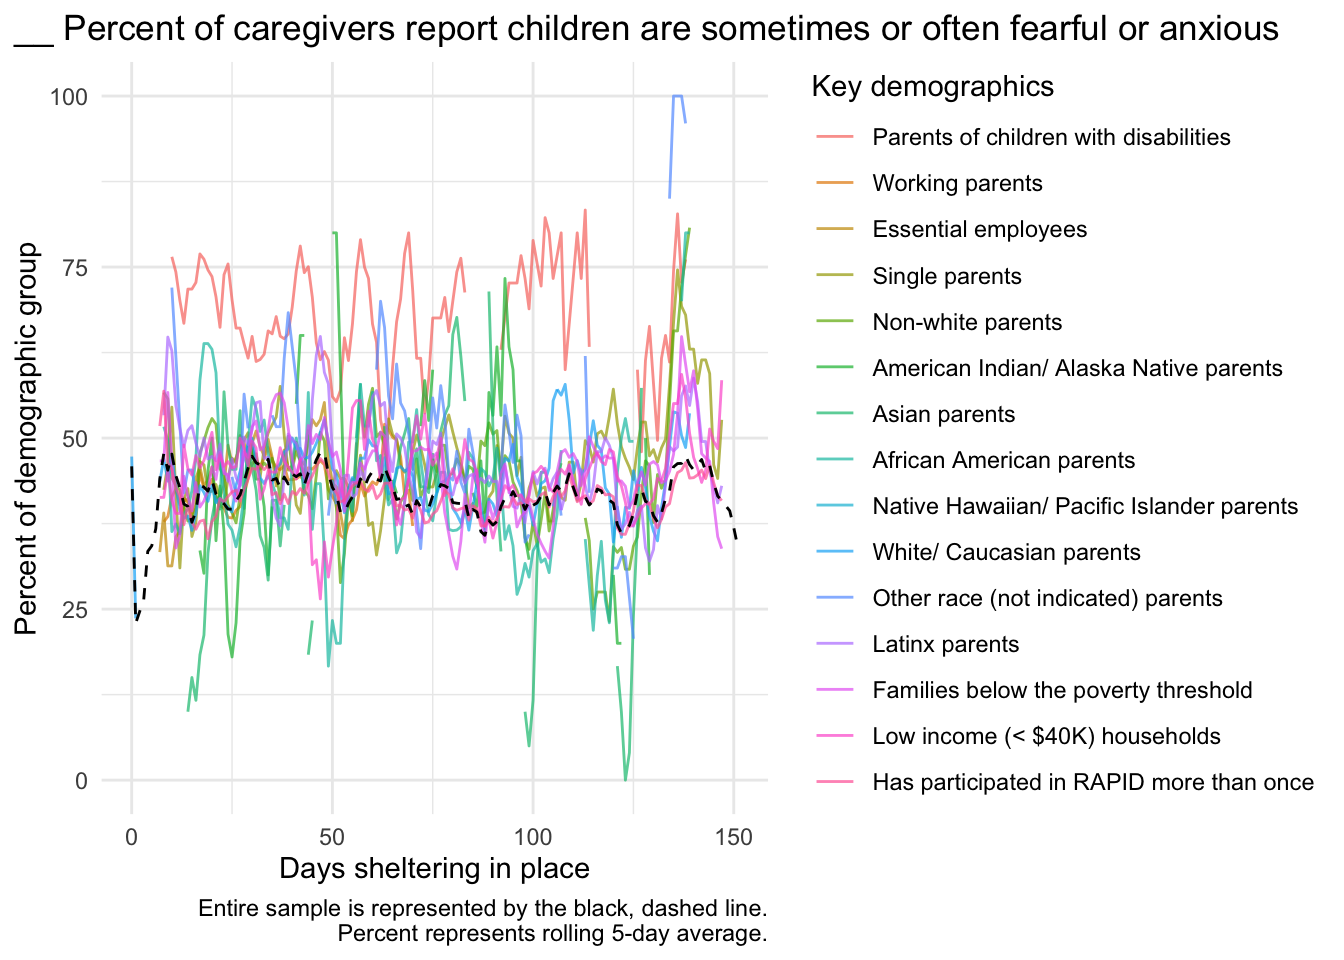 __ Percent of caregivers report children are sometimes or often fearful or anxious
Percent of demographic group
100
75
50
25
0
0
50
100
150
Days sheltering in place
Entire sample is represented by the black, dashed line.
Percent represents rolling 5-day average.
Key demographics
Parents of children with disabilities
Working parents
Essential employees
Single parents
Non-white parents
American Indian/ Alaska Native parents
Asian parents
African American parents
Native Hawaiian/ Pacific Islander parents
White/ Caucasian parents
Other race (not indicated) parents
Latinx parents
Families below the poverty threshold
Low income (< $40K) households
Has participated in RAPID more than once